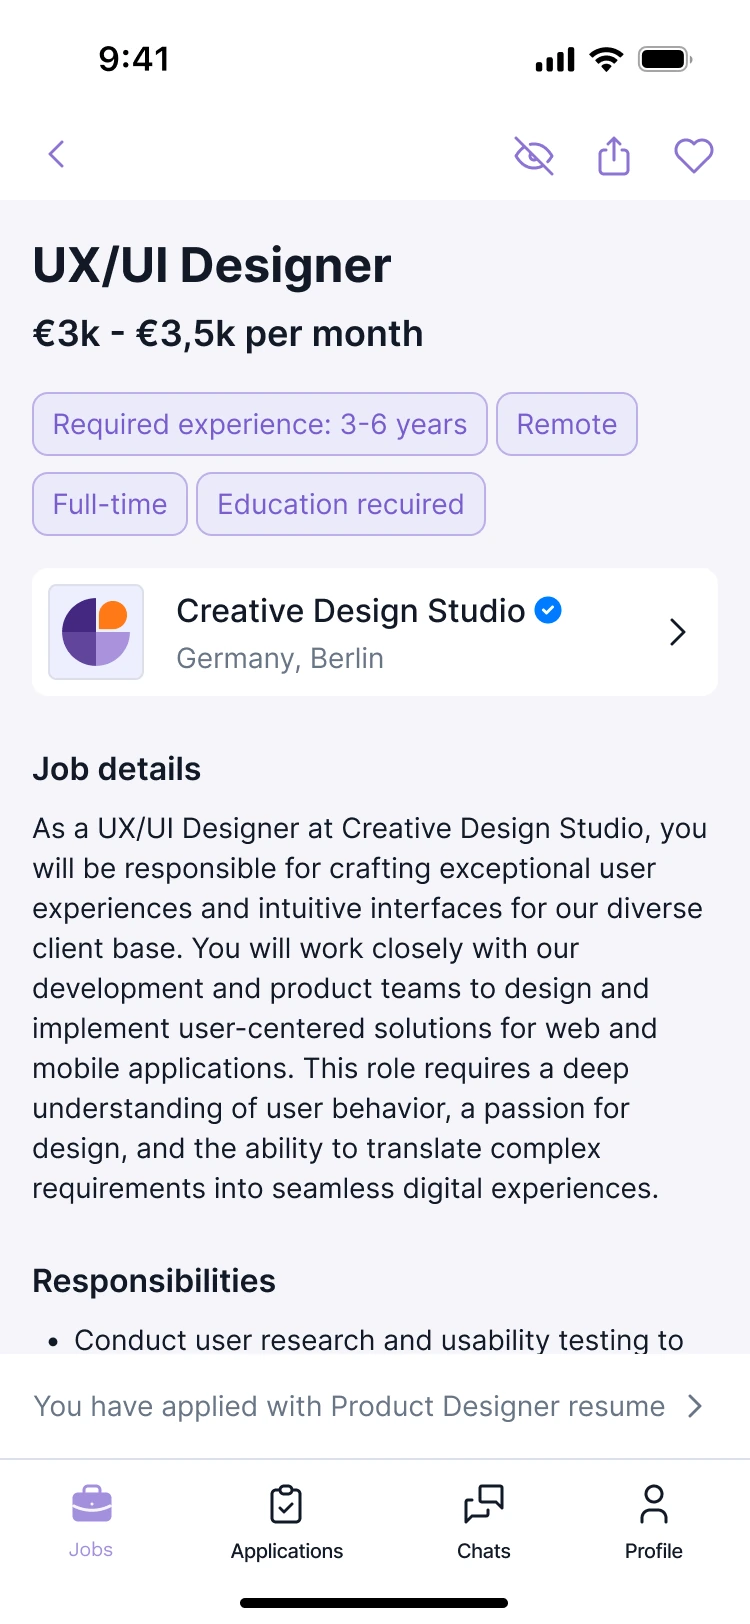 9:41
UX/UI Designer
€3k - €3,5k per month
Required experience: 3-6 years
Remote
Full-time
Education recuired
Creative Design Studio
Germany, Berlin
Job details
As a UX/UI Designer at Creative Design Studio, you
will be responsible for crafting exceptional user
experiences and intuitive interfaces for our diverse
client base. You will work closely with our
development and product teams to design and
implement user-centered solutions for web and
mobile applications. This role requires a deep
understanding of user behavior, a passion for
design, and the ability to translate complex
requirements into seamless digital experiences.
Responsibilities
• Conduct user research and usability testing to
You have applied with Product Designer resume
Jobs
Applications
Chats
Profile